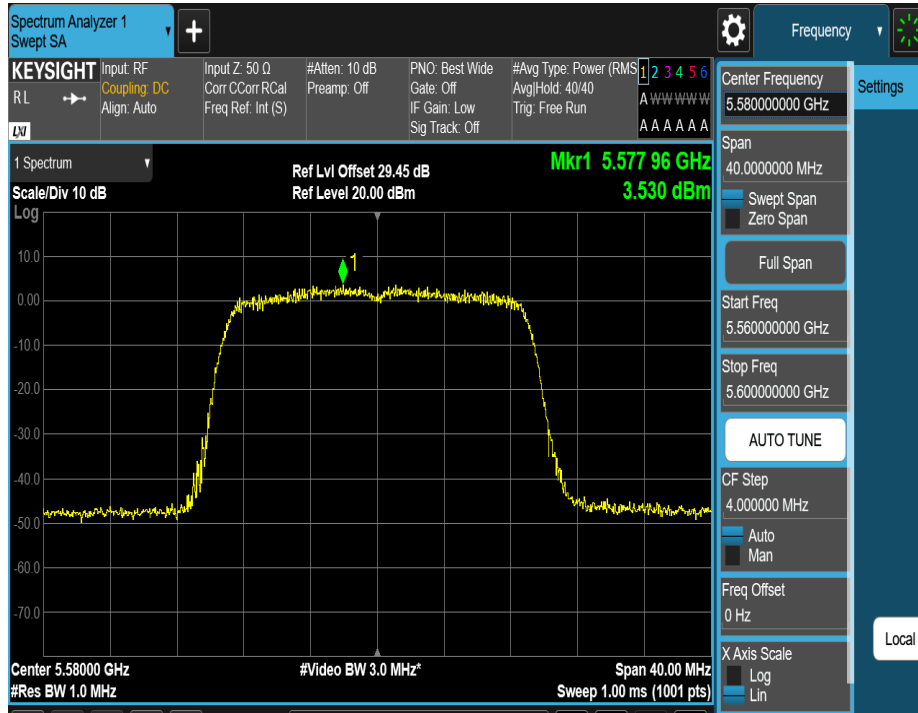 Spectrum Analyzer 1
Swept SA
+
Frequency
KEYSIGHT
R L
LXI
Input: RF
Coupling: DC
Align: Auto
Input Z: 50 Ω
Corr CCorr RCal
Freq Ref: Int (S)
#Atten: 10 dB
Preamp: Off
PNO: Best Wide
Gate: Off
IF Gain: Low
Sig Track: Off
#Avg Type: Power (RMS
Avg|Hold: 40/40
Trig: Free Run
1 2 3 4 5 6
A W W W W W
A A A A A A
1 Spectrum
Scale/Div 10 dB
Log
Ref Lvl Offset 29.45 dB
Ref Level 20.00 dBm
Mkr1 5.577 96 GHz
3.530 dBm
1
10.0
0.00
-10.0
-20.0
-30.0
-40.0
-50.0
-60.0
-70.0
Center 5.58000 GHz
#Res BW 1.0 MHz
#Video BW 3.0 MHz*
Span 40.00 MHz
Sweep 1.00 ms (1001 pts)
Center Frequency
5.580000000 GHz
Span
40.0000000 MHz
Swept Span
Zero Span
Full Span
Start Freq
5.560000000 GHz
Stop Freq
5.600000000 GHz
AUTO TUNE
CF Step
4.000000 MHz
Auto
Man
Freq Offset
0 Hz
X Axis Scale
Log
Lin
Settings
Local